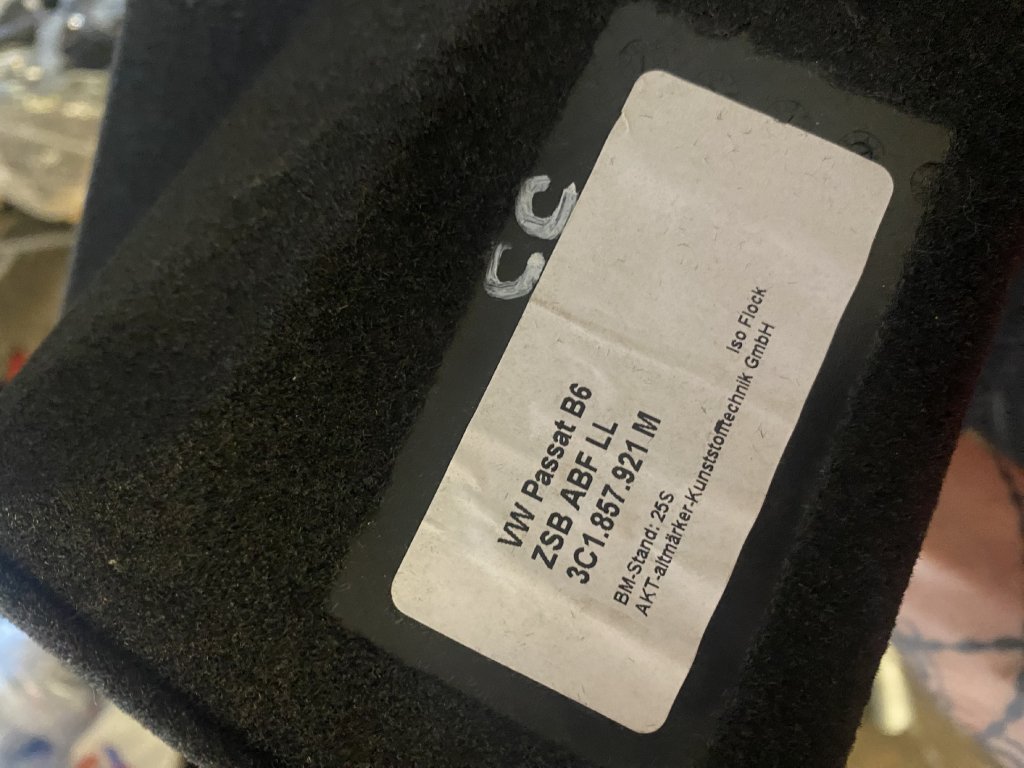 CC
VW Passat B6
ZSB ABF LL
3C1.857.921 M
BM-Stand: 25S
Iso Flock
AKT-altmärker-Kunststofftechnik GmbH